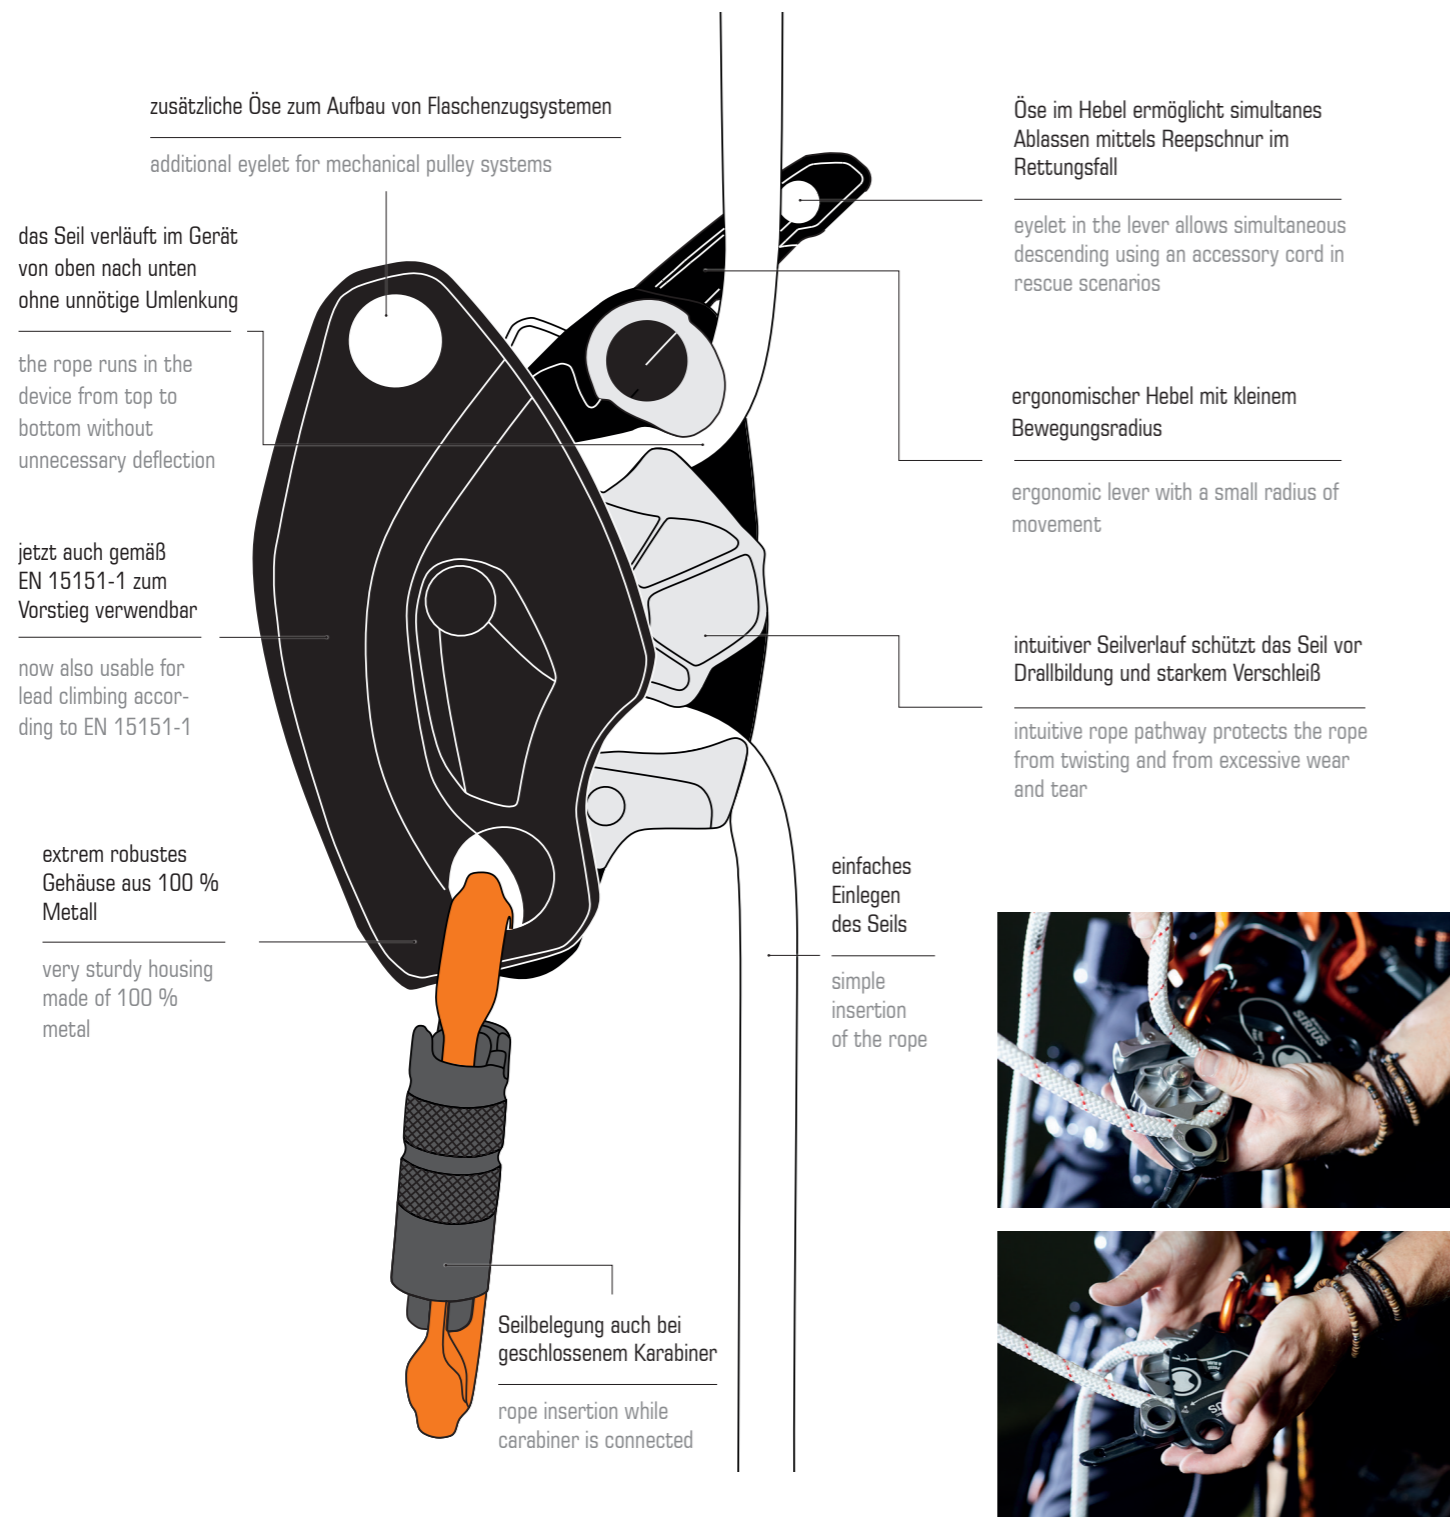 zusätzliche Öse zum Aufbau von Flaschenzugsystemen
additional eyelet for mechanical pulley systems
das Seil verläuft im Gerät
von oben nach unten
ohne unnötige Umlenkung
the rope runs in the
device from top to
bottom without
unnecessary deflection
jetzt auch gemäß
EN 15151-1 zum
Vorstieg verwendbar
now also usable for
lead climbing accor-
ding to EN 15151-1
extrem robustes
Gehäuse aus 100 %
Metall
very sturdy housing
made of 100 %
metal
Öse im Hebel ermöglicht simultanes
Ablassen mittels Reepschnur im
Rettungsfall
eyelet in the lever allows simultaneous
descending using an accessory cord in
rescue scenarios
ergonomischer Hebel mit kleinem
Bewegungsradius
ergonomic lever with a small radius of
movement
intuitiver Seilverlauf schützt das Seil vor
Drallbildung und starkem Verschleiß
intuitive rope pathway protects the rope
from twisting and from excessive wear
and tear
einfaches
Einlegen
des Seils
simple
insertion
of the rope
Seilbelegung auch bei
geschlossenem Karabiner
rope insertion while
carabiner is connected
SIRIUS